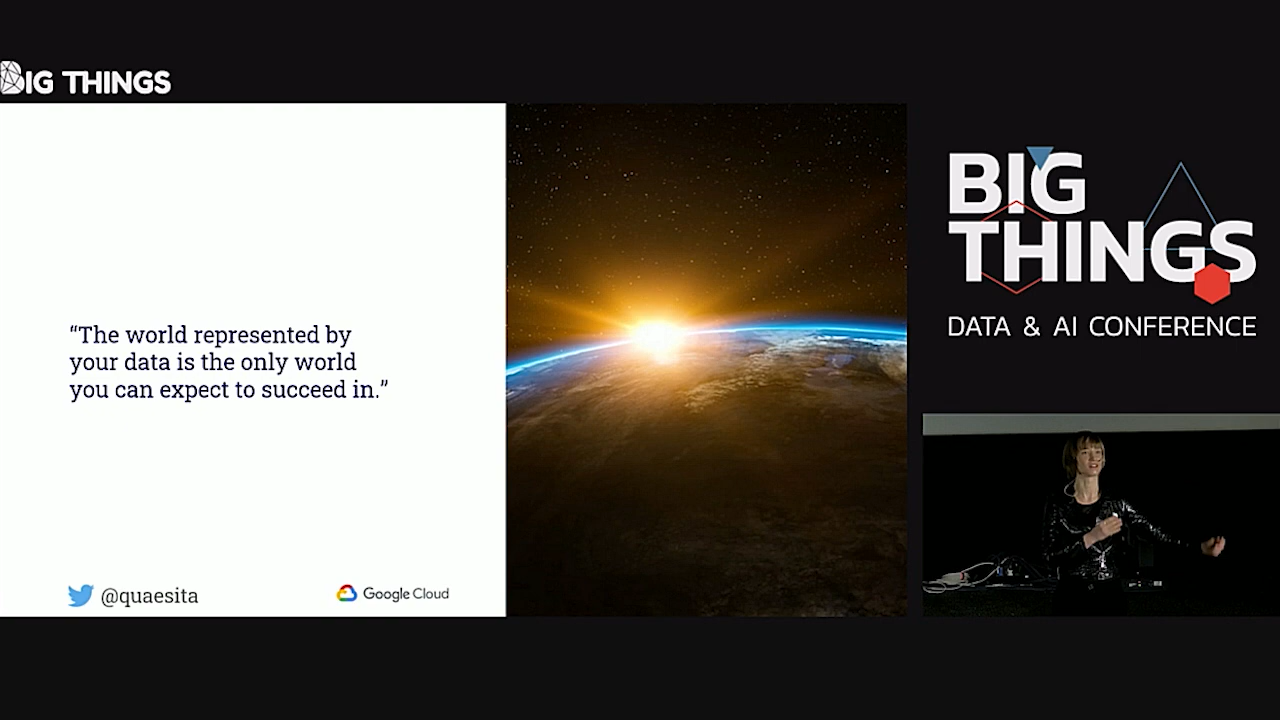 BIG THINGS
“The world represented by
your data is the only world
you can expect to succeed in.”
@quaesita
Google Cloud
BIG
THINGS
DATA & AI CONFERENCE